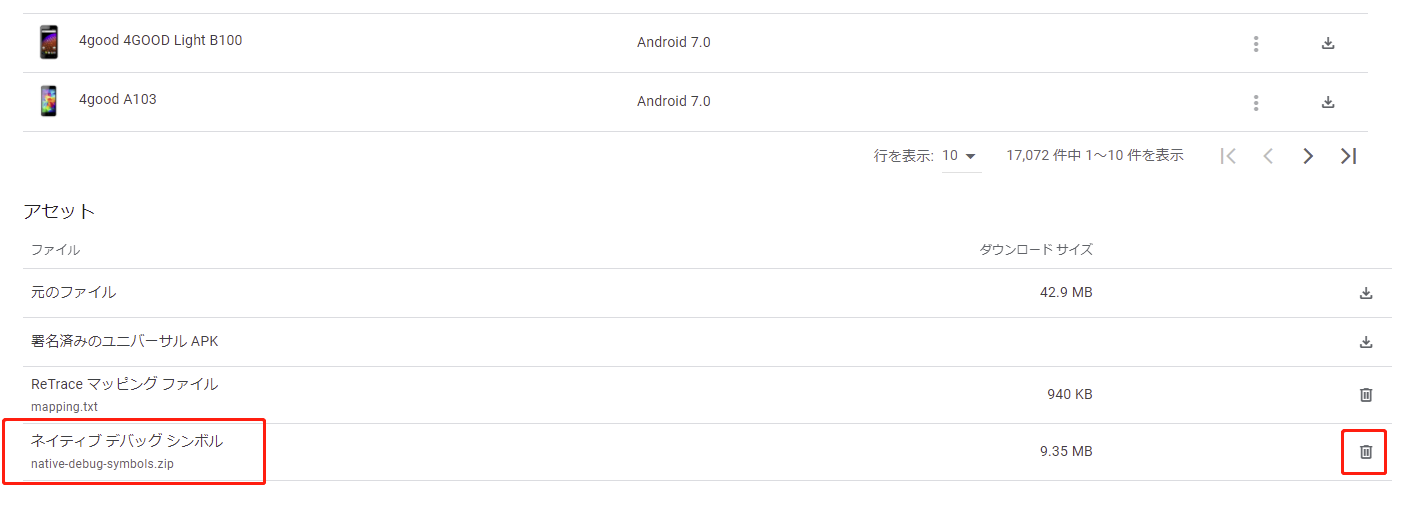 4good 4GOOD Light B100 Android 7.0
4good A103 Android 7.0
行を表示: 10 17,072 件中 1～10 件を表示
アセット
ファイル ダウンロード サイズ
元のファイル 42.9 MB
署名済みのユニバーサル APK
ReTrace マッピング ファイル 940 KB
mapping.txt
ネイティブ デバッグ シンボル 9.35 MB
native-debug-symbols.zip